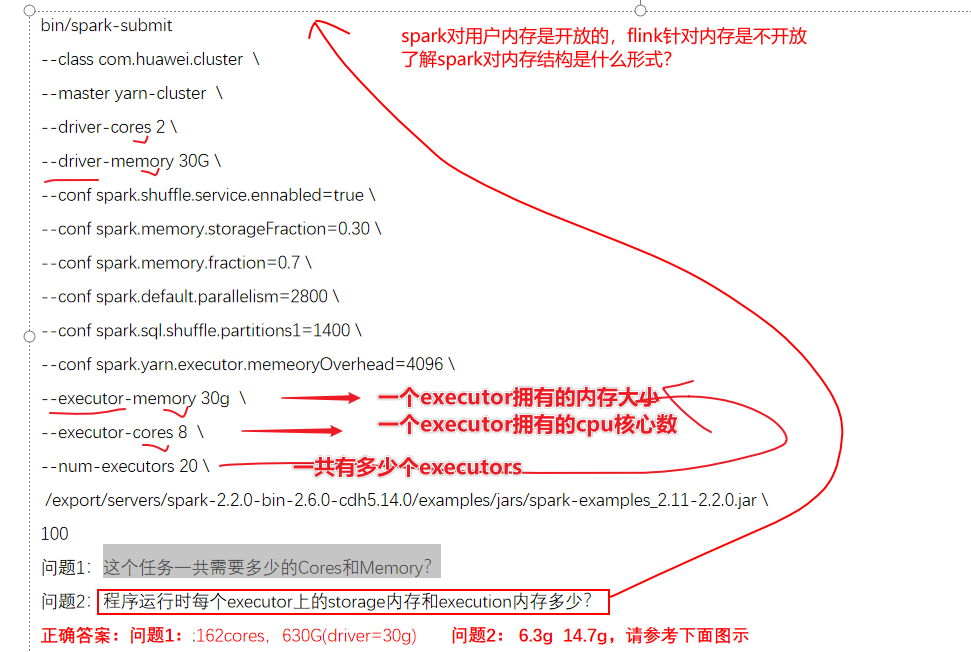 bin/spark-submit
spark对用户内存是开放的，flink针对内存是不开放
了解spark对内存结构是什么形式？
--class com.huawei.cluster \
--master yarn-cluster \
--driver-cores 2 \
--driver-memory 30G \
--conf spark.shuffle.service.ennabled=true \
--conf spark.memory.storageFraction=0.30 \
--conf spark.memory.fraction=0.7 \
--conf spark.default.parallelism=2800 \
--conf spark.sql.shuffle.partitions1=1400 \
--conf spark.yarn.executor.memeoryOverhead=4096 \
--executor-memory 30g \ 一个executor拥有的内存大小
--executor-cores 8 \ 一个executor拥有的cpu核心数
--num-executors 20 \ 一共有多少个executors
/export/servers/spark-2.2.0-bin-2.6.0-cdh5.14.0/examples/jars/spark-examples_2.11-2.2.0.jar \
100
问题1：这个任务一共需要多少的Cores和Memory？
问题2：程序运行时每个executor上的storage内存和execution内存多少？
正确答案：问题1：:162cores，630G(driver=30g) 问题2： 6.3g 14.7g，请参考下面图示